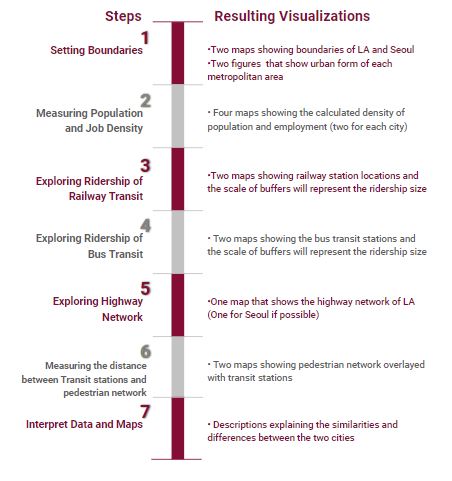 Steps
Resulting Visualizations
1
Setting Boundaries
•Two maps showing boundaries of LA and Seoul
•Two figures  that show urban form of each
metropolitan area
2
Measuring Population
and Job Density
• Four maps showing the calculated density of
population and employment (two for each city)
3
Exploring Ridership of
Railway Transit
•Two maps showing railway station locations and
the scale of buffers will represent the ridership size
4
Exploring Ridership of
Bus Transit
• Two maps showing the bus transit stations and
the scale of buffers will represent the ridership size
5
Exploring Highway
Network
•One map that shows the highway network of LA
(One for Seoul if possible)
6
Measuring the distance
between Transit stations and
pedestrian network
• Two maps showing pedestrian network overlayed
with transit stations
7
Interpret Data and Maps
• Descriptions explaining the similarities and
differences between the two cities